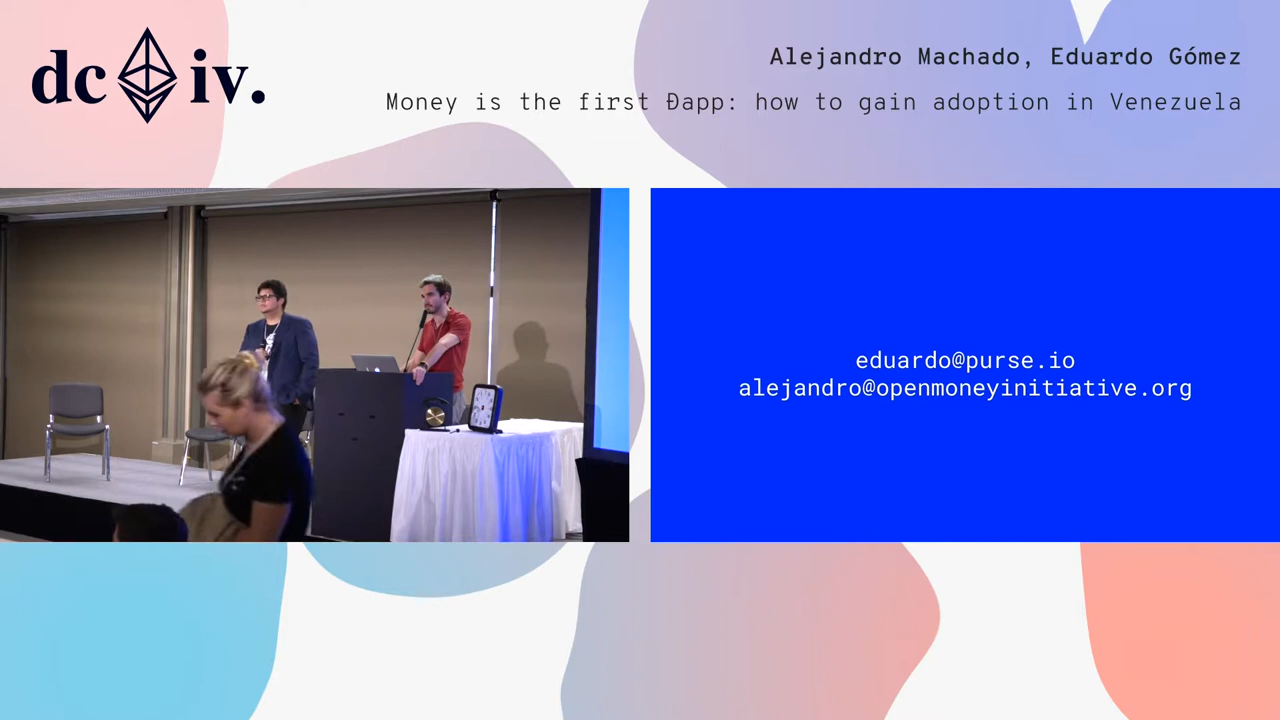 dc iv.
Alejandro Machado, Eduardo Gómez
Money is the first Ðapp: how to gain adoption in Venezuela
eduardo@purse.io
alejandro@openmoneyinitiative.org